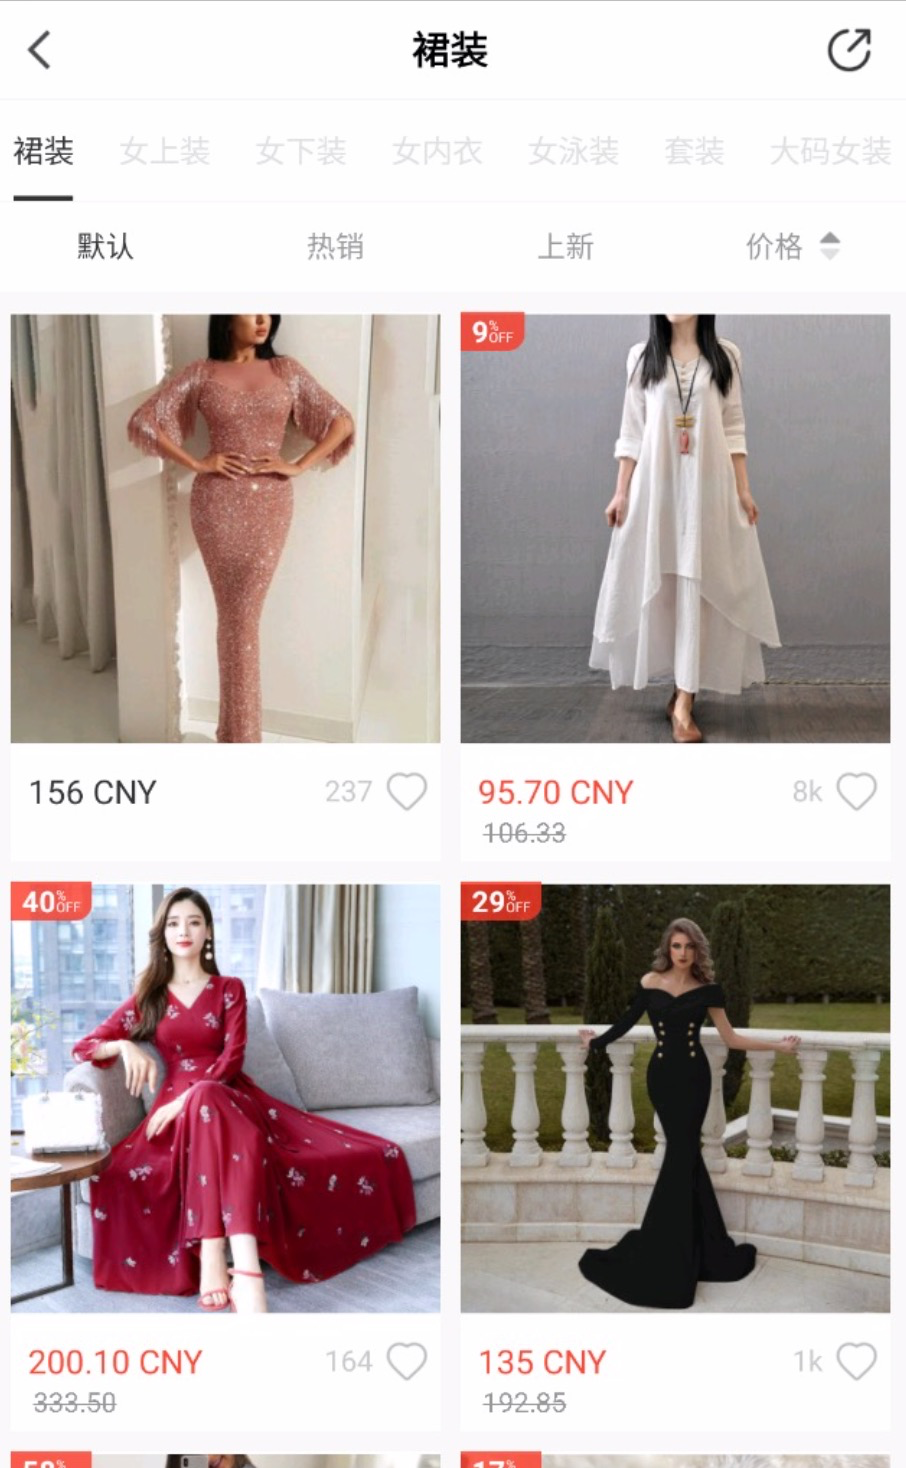 裙装
裙装 女上装 女下装 女内衣 女泳装 套装 大码女装
默认 热销 上新 价格
9% OFF
156 CNY 237
95.70 CNY 8k
106.33
40% OFF
29% OFF
200.10 CNY 164
333.50
135 CNY 1k
192.85